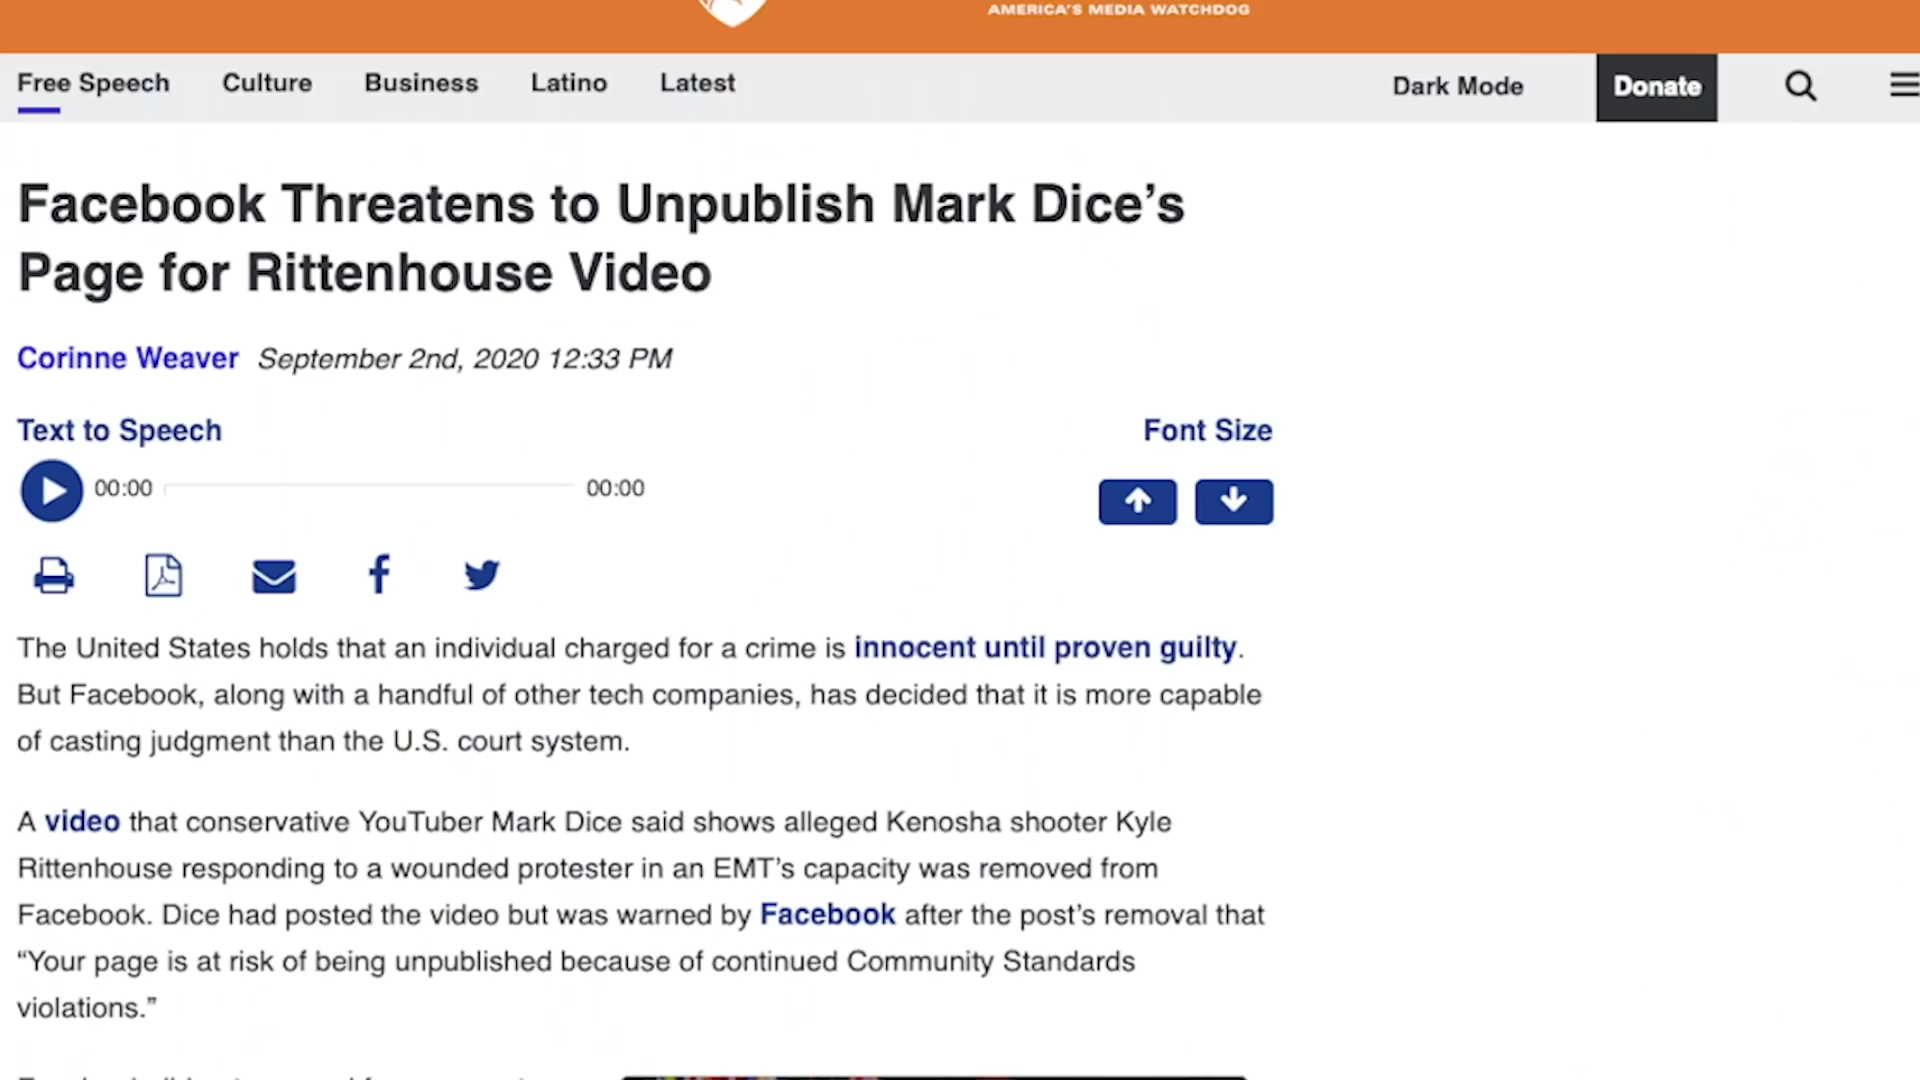 AMERICA'S MEDIA WATCHDOG
Free Speech Culture Business Latino Latest Dark Mode Donate
Facebook Threatens to Unpublish Mark Dice’s
Page for Rittenhouse Video
Corinne Weaver September 2nd, 2020 12:33 PM
Text to Speech Font Size
00:00 00:00
The United States holds that an individual charged for a crime is innocent until proven guilty.
But Facebook, along with a handful of other tech companies, has decided that it is more capable
of casting judgment than the U.S. court system.
A video that conservative YouTuber Mark Dice said shows alleged Kenosha shooter Kyle
Rittenhouse responding to a wounded protester in an EMT’s capacity was removed from
Facebook. Dice had posted the video but was warned by Facebook after the post’s removal that
“Your page is at risk of being unpublished because of continued Community Standards
violations.”